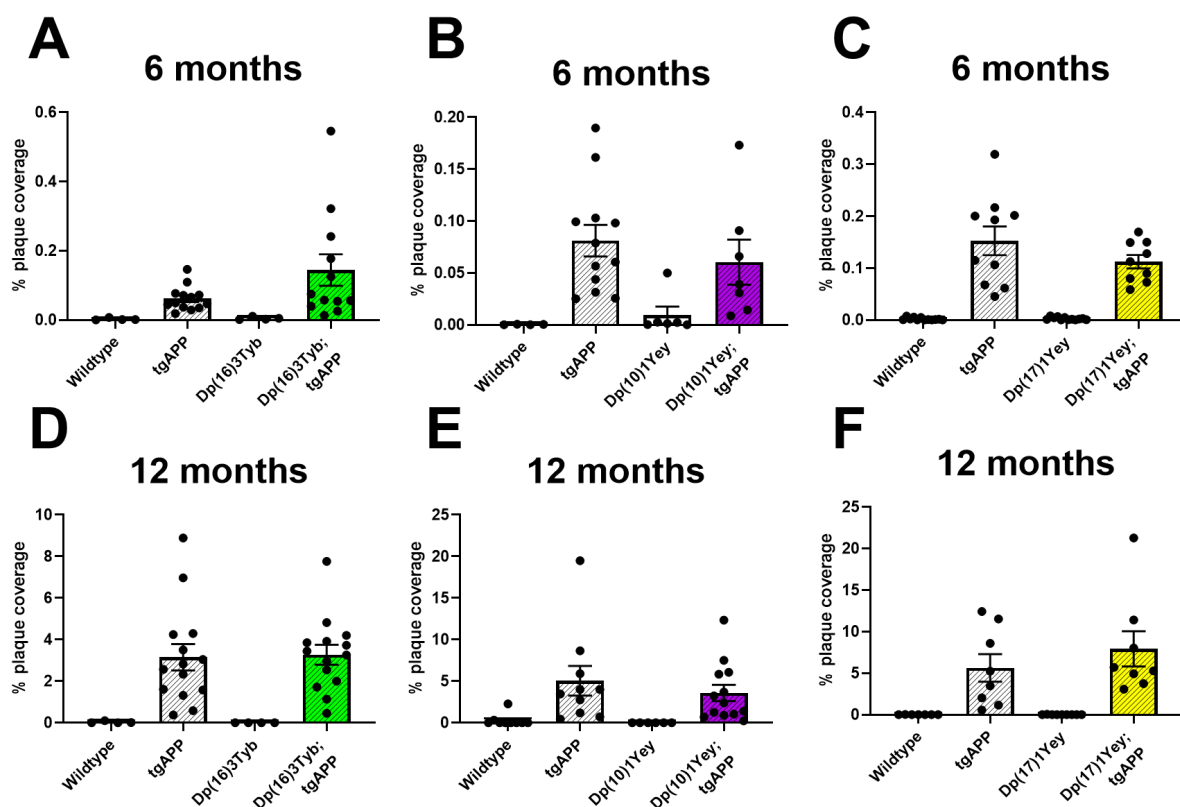 A
6 months
% plaque coverage
0.6
0.4
0.2
0.0
Wildtype
tgAPP
Dp(16)3Tyb
Dp(16)3Tyb;
tgAPP
B
6 months
% plaque coverage
0.20
0.15
0.10
0.05
0.00
Wildtype
tgAPP
Dp(10)1Yey
Dp(10)1Yey;
tgAPP
C
6 months
% plaque coverage
0.4
0.3
0.2
0.1
0.0
Wildtype
tgAPP
Dp(17)1Yey
Dp(17)1Yey;
tgAPP
D
12 months
% plaque coverage
10
8
6
4
2
0
Wildtype
tgAPP
Dp(16)3Tyb
Dp(16)3Tyb;
tgAPP
E
12 months
% plaque coverage
25
20
15
10
5
0
Wildtype
tgAPP
Dp(10)1Yey
Dp(10)1Yey;
tgAPP
F
12 months
% plaque coverage
25
20
15
10
5
0
Wildtype
tgAPP
Dp(17)1Yey
Dp(17)1Yey;
tgAPP